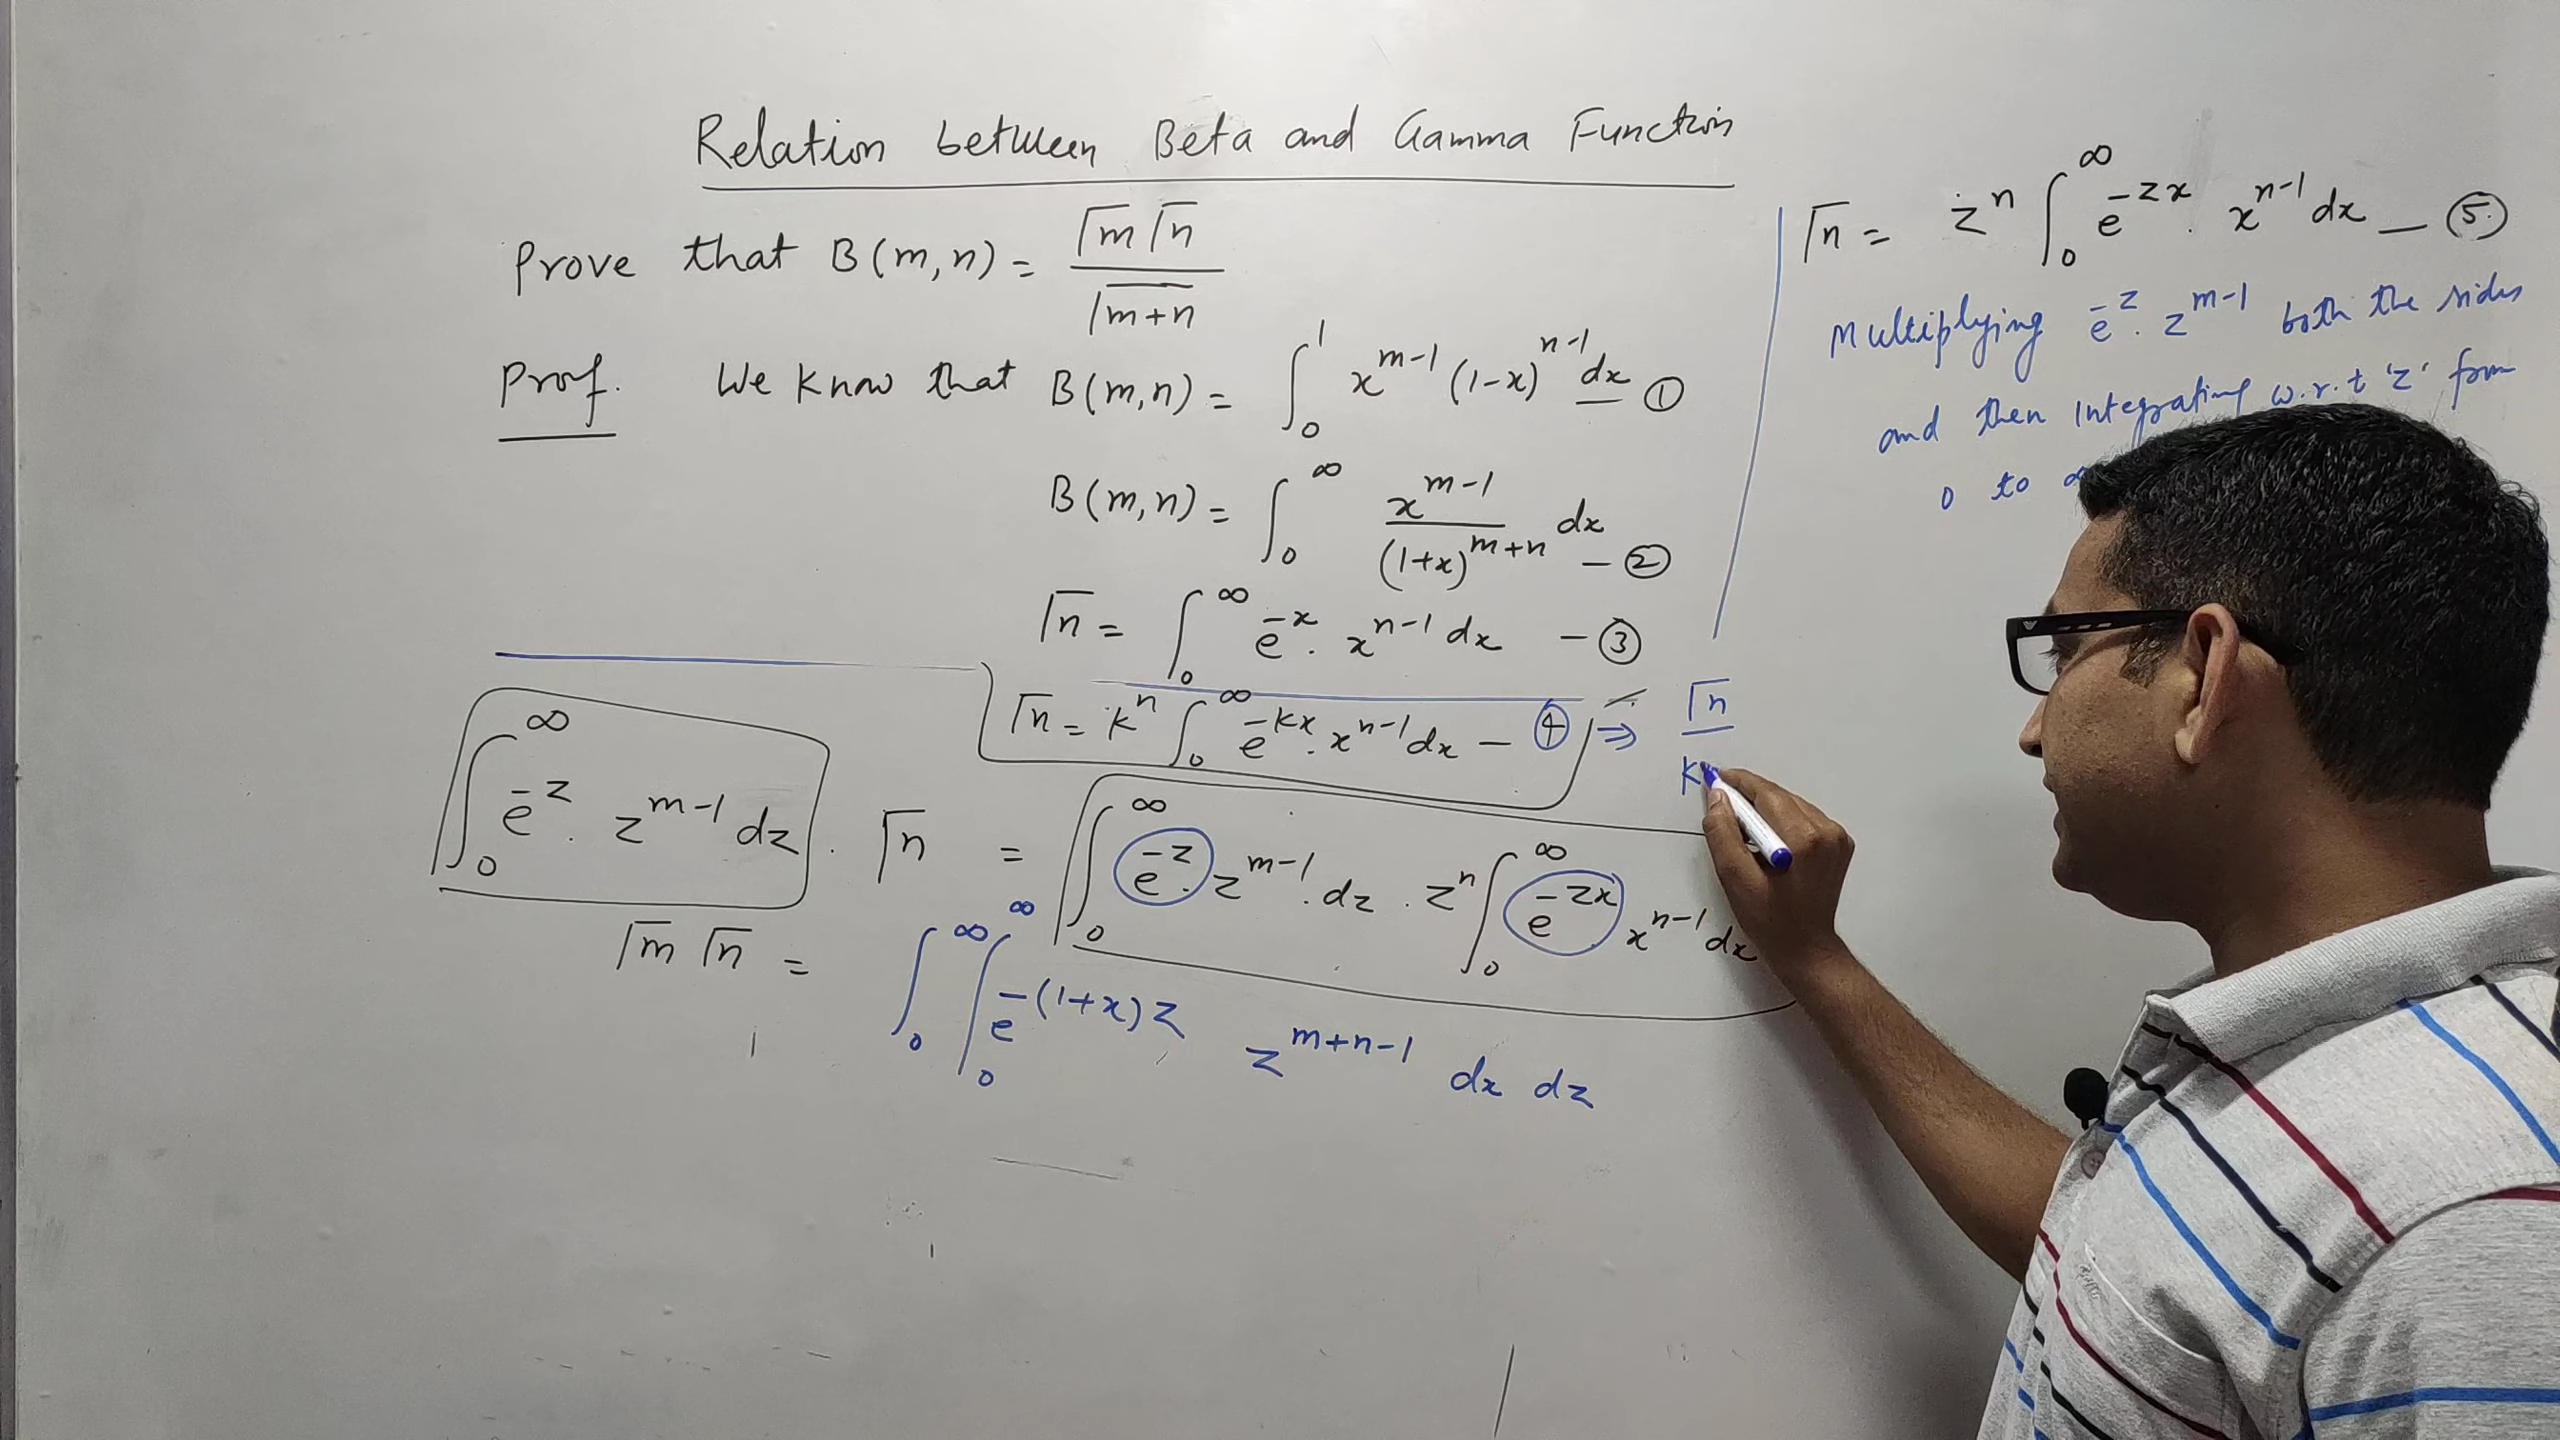 Relation between Beta and Gamma Function
Prove that B(m,n) = Γm Γn / Γm+n
Proof. We know that B(m,n) = ∫₀¹ x^{m-1} (1-x)^{n-1} dx — ①
B(m,n) = ∫₀^∞ x^{m-1} / (1+x)^{m+n} dx — ②
Γn = ∫₀^∞ e^{-x} . x^{n-1} dx — ③
Γn = k^n ∫₀^∞ e^{-kx} . x^{n-1} dx — ④ ⇒ Γn / k
∫₀^∞ e^{-z} . z^{m-1} dz . Γn = ∫₀^∞ e^{-z} . z^{m-1} . dz . z^n ∫₀^∞ e^{-zx} x^{n-1} dx
Γm Γn = ∫₀^∞ ∫₀^∞ e^{-(1+x)z} z^{m+n-1} dx dz
Γn = z^n ∫₀^∞ e^{-zx} . x^{n-1} dx — ⑤
Multiplying e^{-z} . z^{m-1} both the sides
and then integrating w.r.t 'z' from
0 to